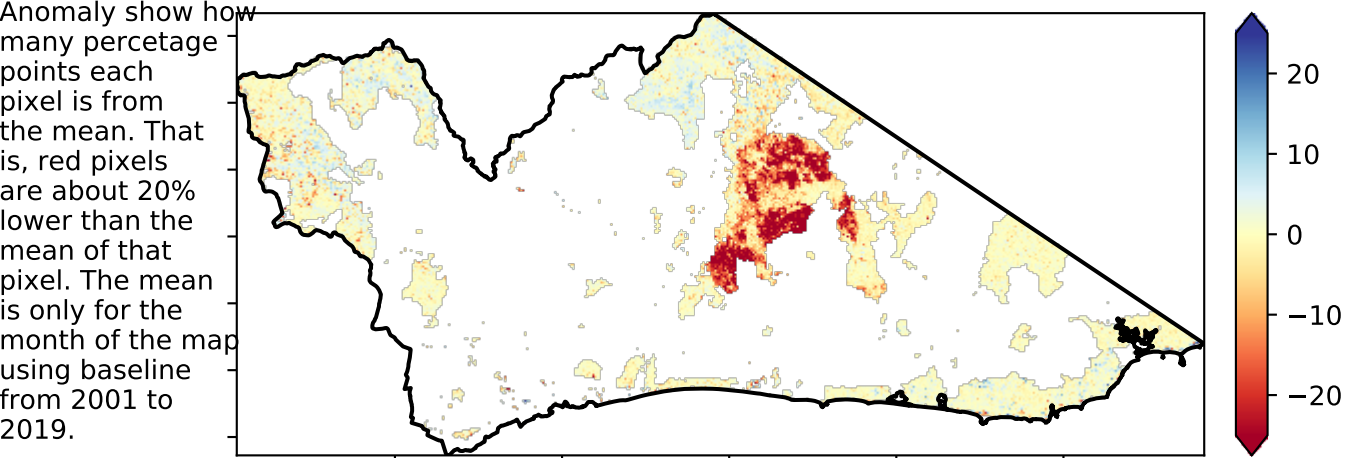 Anomaly show how
many percetage
points each
pixel is from
the mean. That
is, red pixels
are about 20%
lower than the
mean of that
pixel. The mean
is only for the
month of the map
using baseline
from 2001 to
2019.
20
10
0
−10
−20